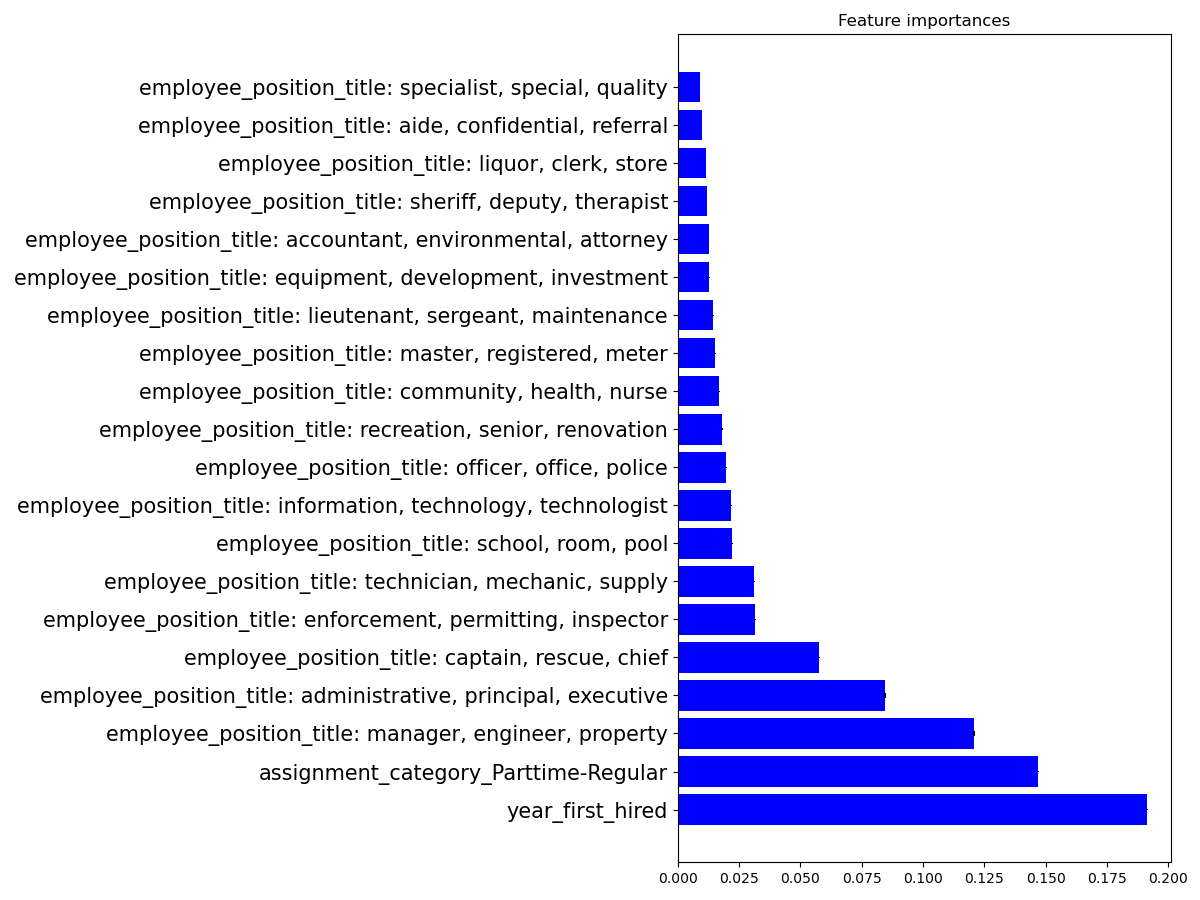 Feature importances
employee_position_title: specialist, special, quality
employee_position_title: aide, confidential, referral
employee_position_title: liquor, clerk, store
employee_position_title: sheriff, deputy, therapist
employee_position_title: accountant, environmental, attorney
employee_position_title: equipment, development, investment
employee_position_title: lieutenant, sergeant, maintenance
employee_position_title: master, registered, meter
employee_position_title: community, health, nurse
employee_position_title: recreation, senior, renovation
employee_position_title: officer, office, police
employee_position_title: information, technology, technologist
employee_position_title: school, room, pool
employee_position_title: technician, mechanic, supply
employee_position_title: enforcement, permitting, inspector
employee_position_title: captain, rescue, chief
employee_position_title: administrative, principal, executive
employee_position_title: manager, engineer, property
assignment_category_Parttime-Regular
year_first_hired
0.000 0.025 0.050 0.075 0.100 0.125 0.150 0.175 0.200